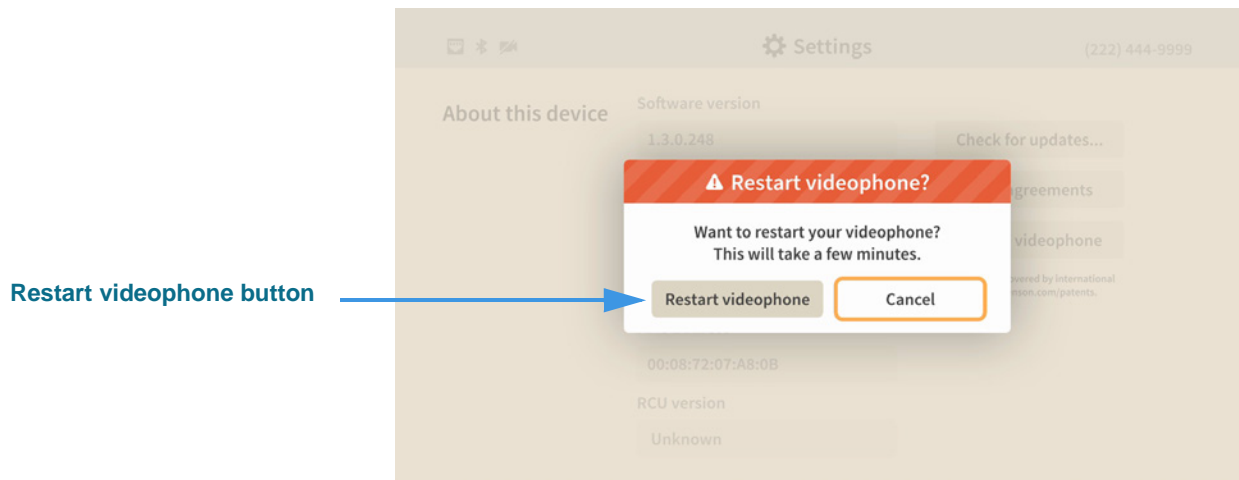 Settings
(222) 444-9999
About this device
Software version
1.3.0.248
Check for updates...
Restart videophone?
greements
Want to restart your videophone?
This will take a few minutes.
videophone
overed by international
nson.com/patents.
Restart videophone button
Restart videophone
Cancel
00:08:72:07:A8:0B
RCU version
Unknown